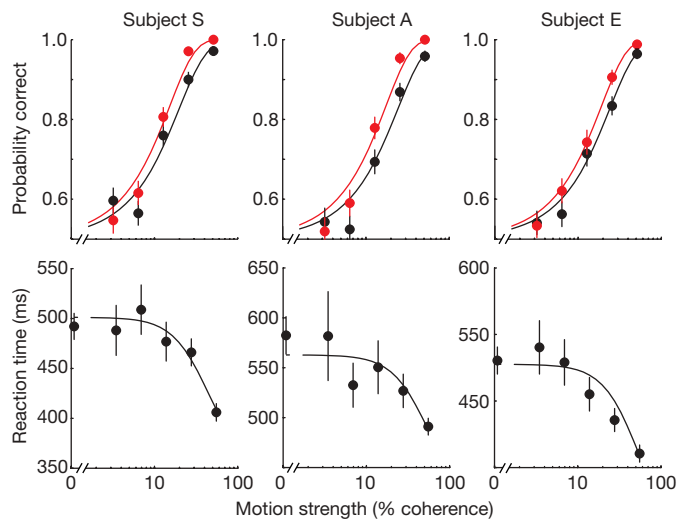 Subject S Subject A Subject E
Probability correct
1.0 1.0 1.0
0.8 0.8 0.8
0.6 0.6 0.6
Reaction time (ms)
550 650 600
500 600 550
450 550 450
400 500
350 450 350
0 10 100 0 10 100 0 10 100
Motion strength (% coherence)